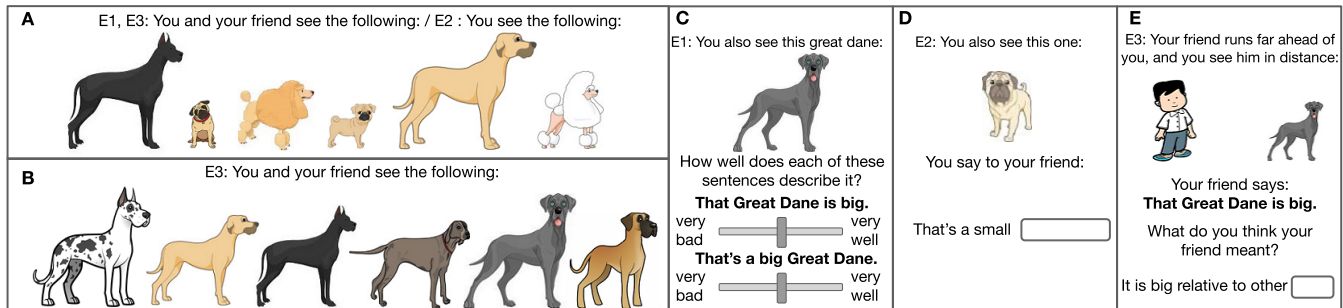 A
E1, E3: You and your friend see the following: / E2 : You see the following:
B
E3: You and your friend see the following:
C
E1: You also see this great dane:
How well does each of these
sentences describe it?
That Great Dane is big.
very bad
very well
That's a big Great Dane.
very bad
very well
D
E2: You also see this one:
You say to your friend:
That's a small
E
E3: Your friend runs far ahead of
you, and you see him in distance:
Your friend says:
That Great Dane is big.
What do you think your
friend meant?
It is big relative to other